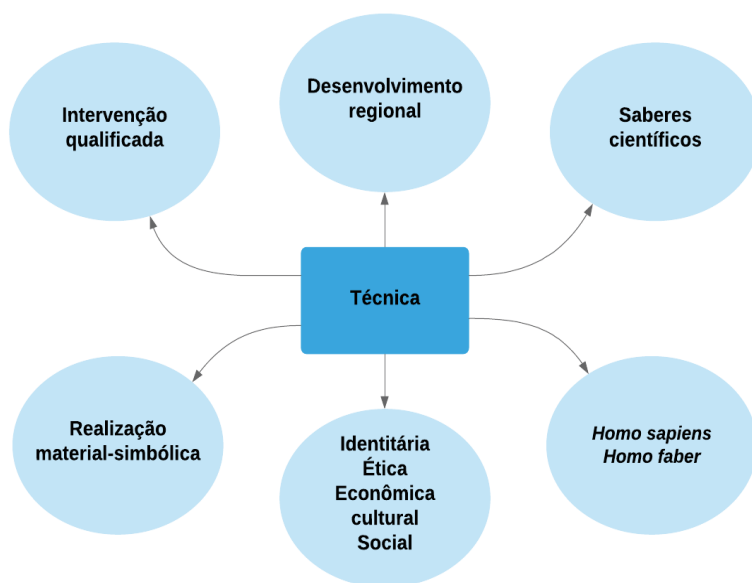 Intervenção
qualificada
Desenvolvimento
regional
Saberes
científicos
Técnica
Realização
material-simbólica
Identitária
Ética
Econômica
cultural
Social
Homo sapiens
Homo faber